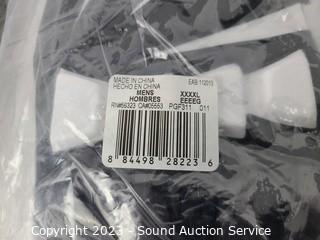 MADE IN CHINA
HECHO EN CHINA
EAB 112013
MENS XXXXL
HOMBRES EEEEG
RN#56323 CA#05553 PGF311 011
8 84498 28223 6
Copyright 2023 - Sound Auction Service